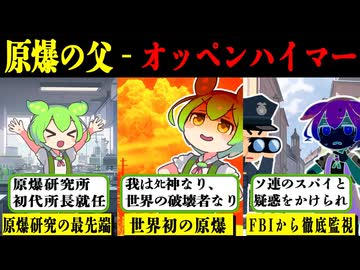 原爆の父 - オッペンハイマー
原爆研究所
初代所長就任
原爆研究の最先端
我は死神なり、
世界の破壊者なり
世界初の原爆
ソ連のスパイと
疑惑をかけられ
FBIから徹底監視